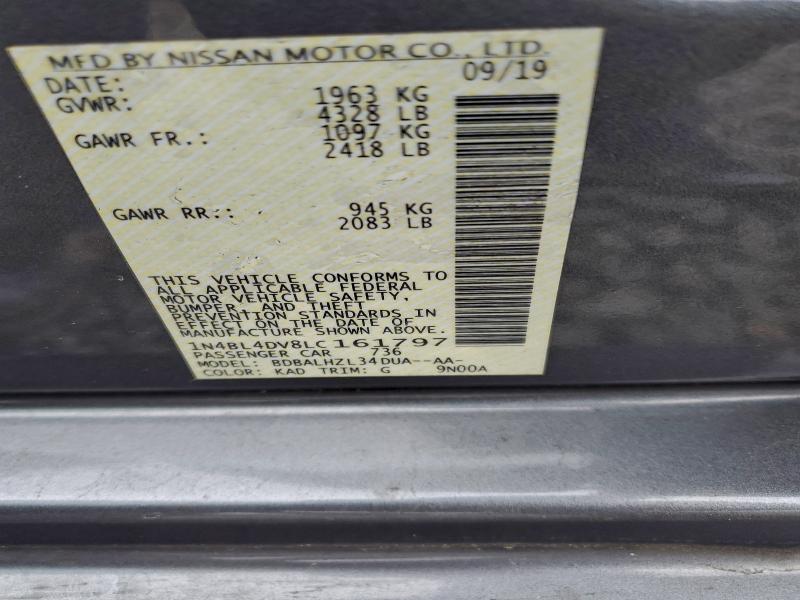 MFD BY NISSAN MOTOR CO., LTD.
DATE: 09/19
GVWR: 1963 KG
4328 LB
GAWR FR.: 1097 KG
2418 LB
GAWR RR.: 945 KG
2083 LB
THIS VEHICLE CONFORMS TO
ALL APPLICABLE FEDERAL
MOTOR VEHICLE SAFETY,
BUMPER, AND THEFT
PREVENTION STANDARDS IN
EFFECT ON THE DATE OF
MANUFACTURE SHOWN ABOVE.
1N4BL4DV8LC161797
PASSENGER CAR 736
MODEL: BDBALHZL34DUA--AA-
COLOR: KAD TRIM: G 9N00A